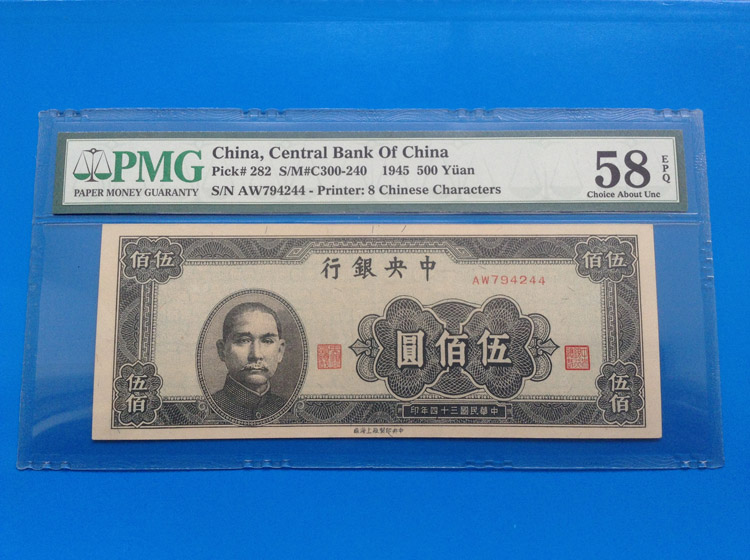 PMG
PAPER MONEY GUARANTY
China, Central Bank Of China
Pick# 282 S/M#C300-240 1945 500 Yüan
S/N AW794244 - Printer: 8 Chinese Characters
58
EPQ
Choice About Unc
伍佰
行銀央中
伍佰
AW794244
圓佰伍
伍佰
印年四十三國民華中
伍佰